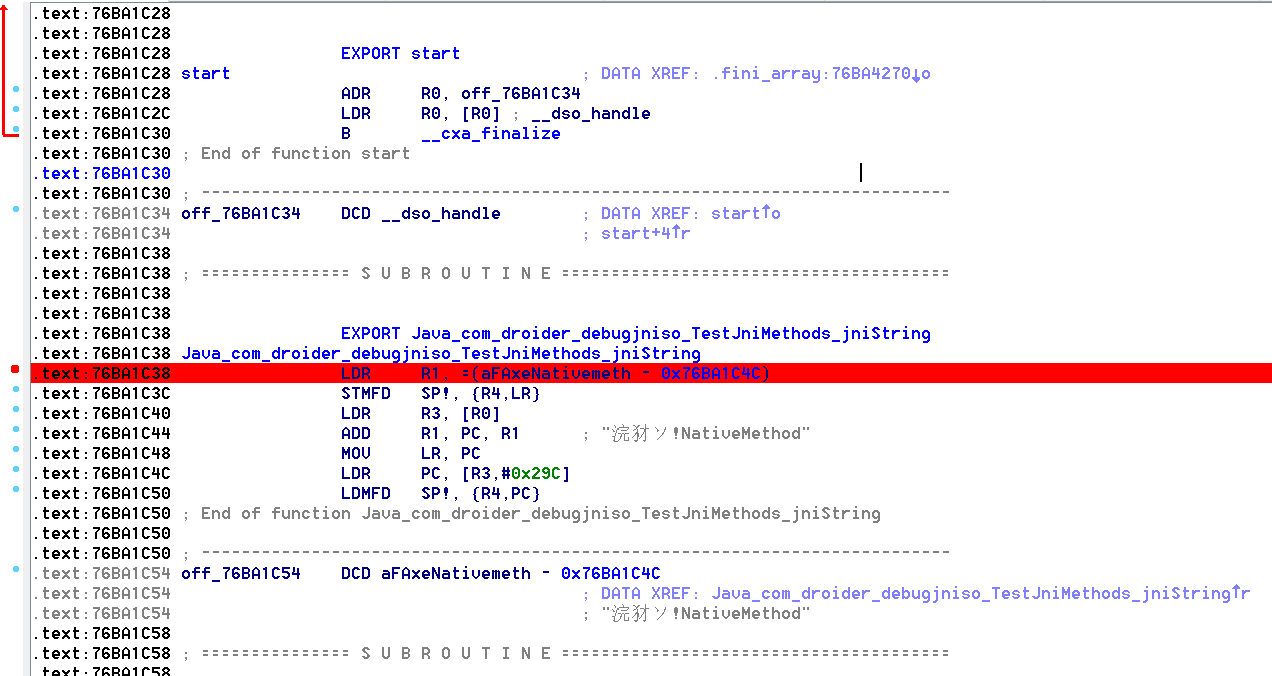 .text:76BA1C28
.text:76BA1C28
.text:76BA1C28 EXPORT start
.text:76BA1C28 start ; DATA XREF: .fini_array:76BA4270↓o
.text:76BA1C28 ADR R0, off_76BA1C34
.text:76BA1C2C LDR R0, [R0] ; __dso_handle
.text:76BA1C30 B __cxa_finalize
.text:76BA1C30 ; End of function start
.text:76BA1C30
.text:76BA1C30 ; ---------------------------------------------------------------------------
.text:76BA1C34 off_76BA1C34 DCD __dso_handle ; DATA XREF: start↑o
.text:76BA1C34 ; start+4↑r
.text:76BA1C38
.text:76BA1C38 ; =============== S U B R O U T I N E =======================================
.text:76BA1C38
.text:76BA1C38
.text:76BA1C38 EXPORT Java_com_droider_debugjniso_TestJniMethods_jniString
.text:76BA1C38 Java_com_droider_debugjniso_TestJniMethods_jniString
.text:76BA1C38 LDR R1, =(aFAxeNativemeth - 0x76BA1C4C)
.text:76BA1C3C STMFD SP!, {R4,LR}
.text:76BA1C40 LDR R3, [R0]
.text:76BA1C44 ADD R1, PC, R1 ; "浣犲ソ!NativeMethod"
.text:76BA1C48 MOV LR, PC
.text:76BA1C4C LDR PC, [R3,#0x29C]
.text:76BA1C50 LDMFD SP!, {R4,PC}
.text:76BA1C50 ; End of function Java_com_droider_debugjniso_TestJniMethods_jniString
.text:76BA1C50
.text:76BA1C50 ; ---------------------------------------------------------------------------
.text:76BA1C54 off_76BA1C54 DCD aFAxeNativemeth - 0x76BA1C4C
.text:76BA1C54 ; DATA XREF: Java_com_droider_debugjniso_TestJniMethods_jniString↑r
.text:76BA1C54 ; "浣犲ソ!NativeMethod"
.text:76BA1C58
.text:76BA1C58 ; =============== S U B R O U T I N E =======================================
.text:76BA1C58